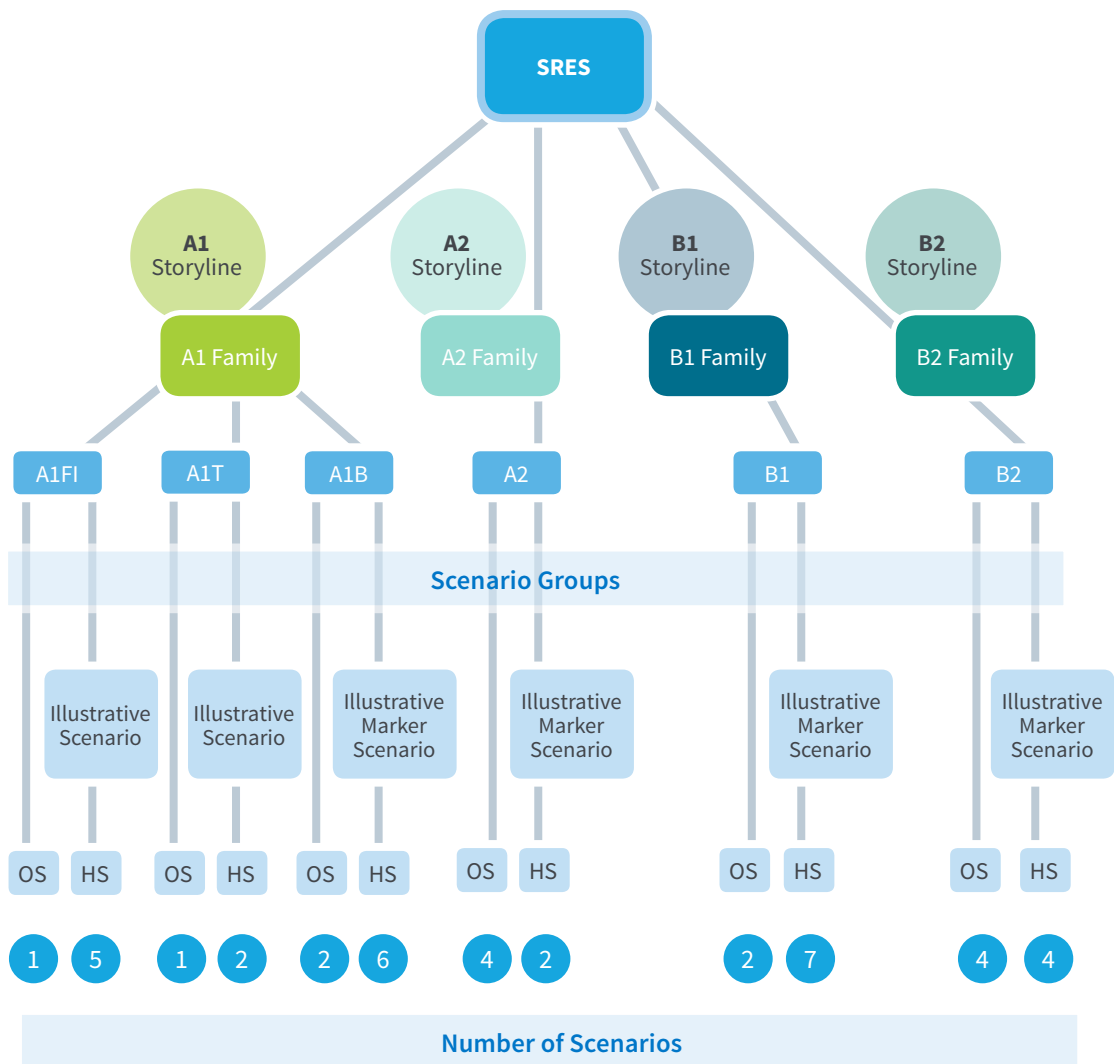 SRES
A1
Storyline
A2
Storyline
B1
Storyline
B2
Storyline
A1 Family
A2 Family
B1 Family
B2 Family
A1FI
A1T
A1B
A2
B1
B2
Scenario Groups
Illustrative
Scenario
Illustrative
Scenario
Illustrative
Marker
Scenario
Illustrative
Marker
Scenario
Illustrative
Marker
Scenario
Illustrative
Marker
Scenario
OS
HS
OS
HS
OS
HS
OS
HS
OS
HS
OS
HS
1
5
1
2
2
6
4
2
2
7
4
4
Number of Scenarios